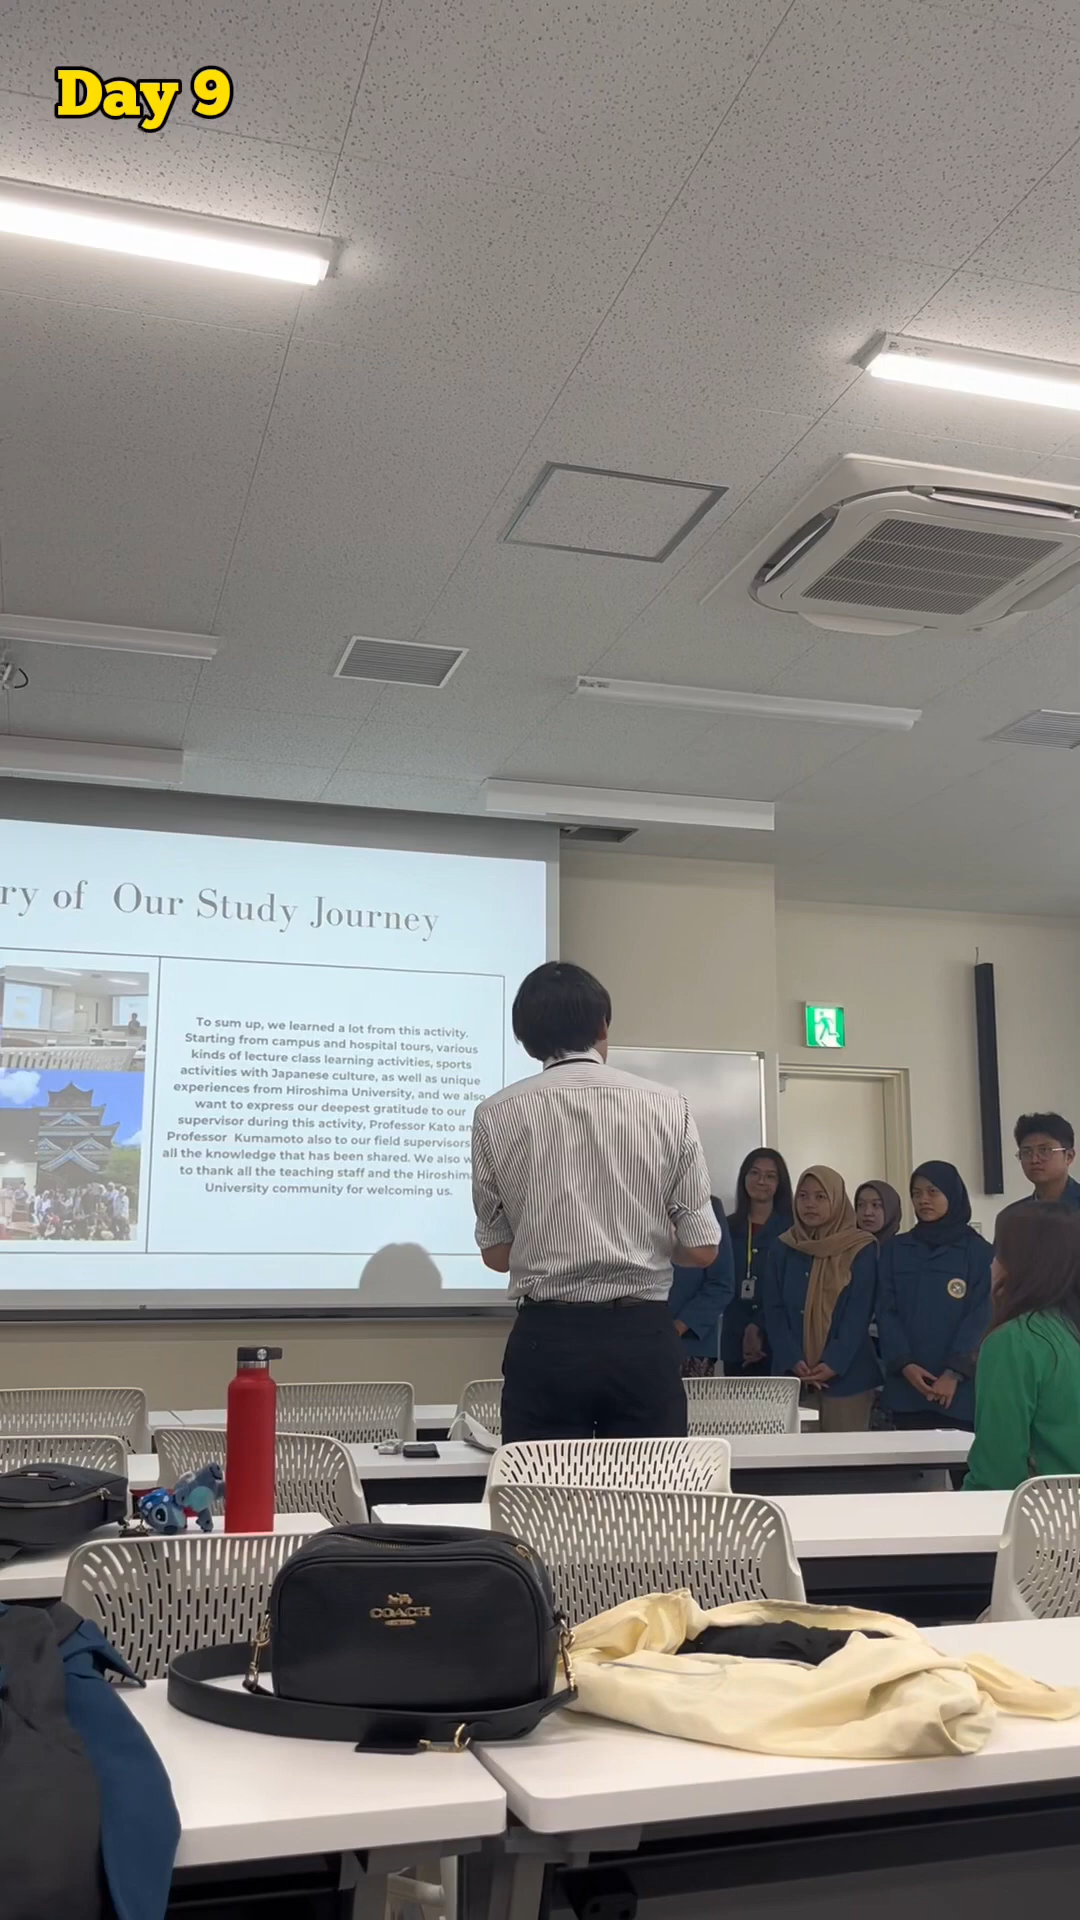 Day 9
ry of Our Study Journey
To sum up, we learned a lot from this activity.
Starting from campus and hospital tours, various
kinds of lecture class learning activities, sports
activities with Japanese culture, as well as unique
experiences from Hiroshima University, and we also
want to express our deepest gratitude to our
supervisor during this activity, Professor Kato an
Professor Kumamoto also to our field supervisors
all the knowledge that has been shared. We also w
to thank all the teaching staff and the Hiroshima
University community for welcoming us.
COACH